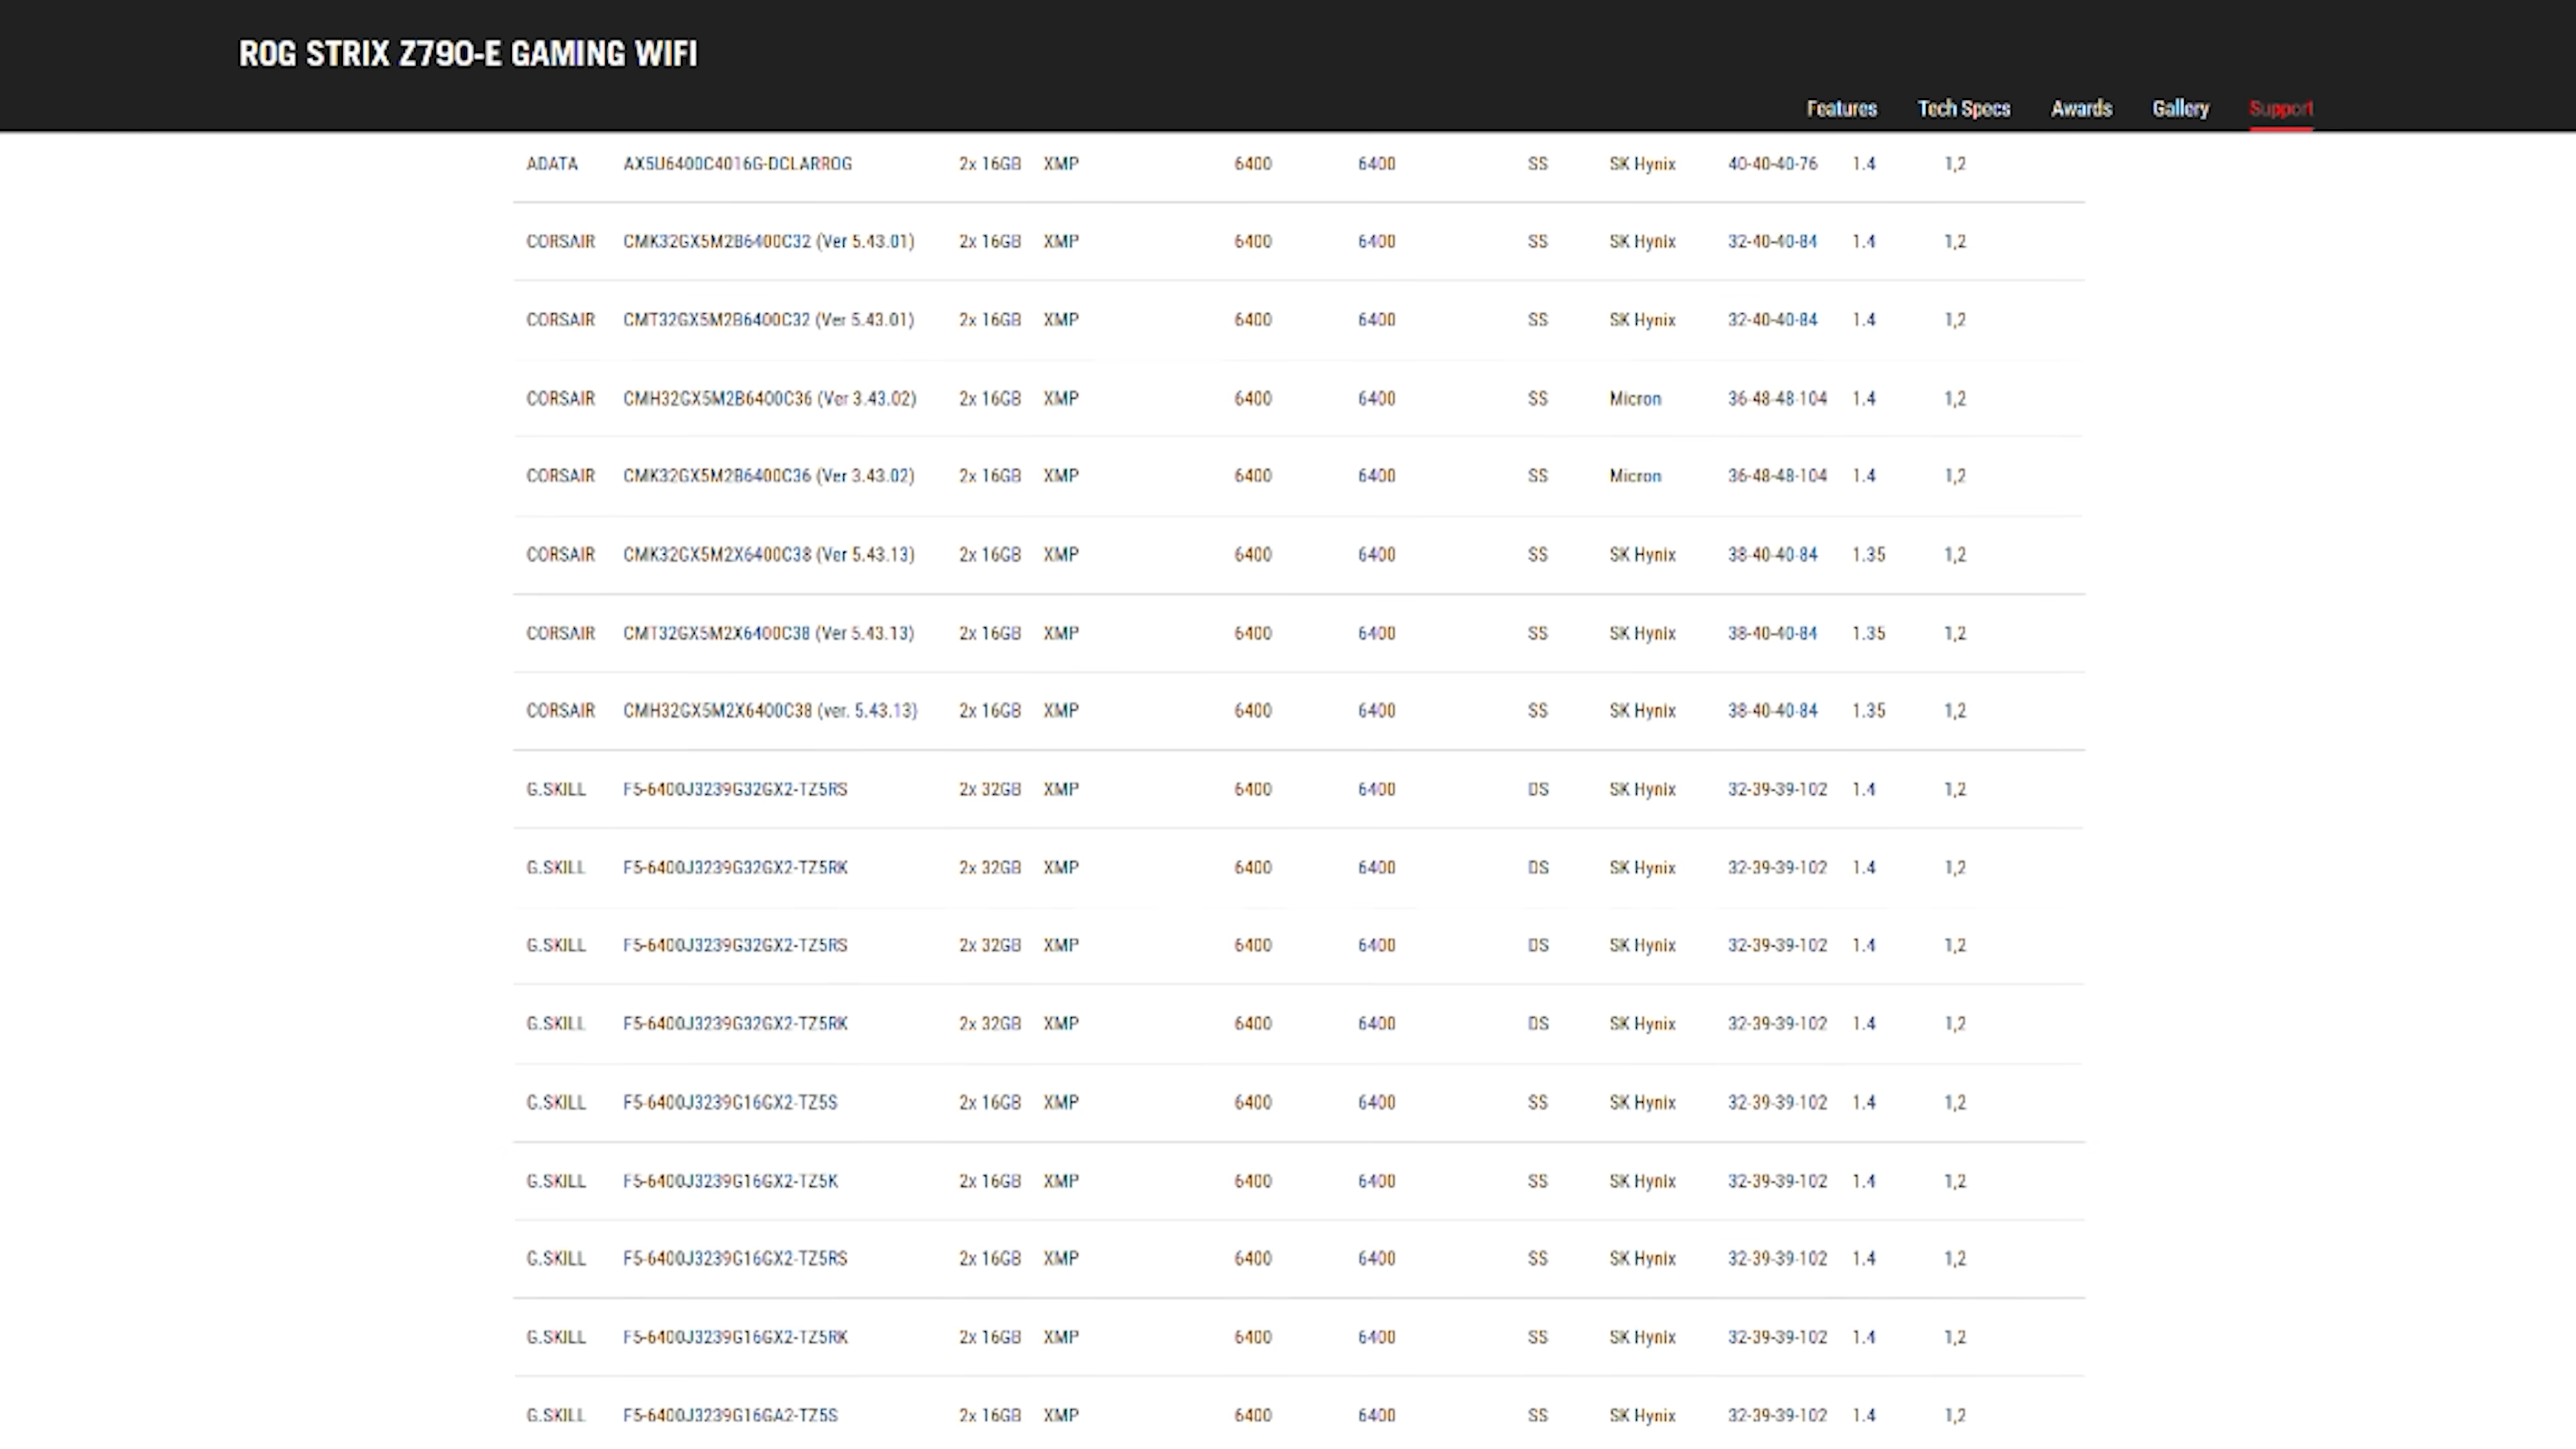 ROG STRIX Z790-E GAMING WIFI
Features Tech Specs Awards Gallery Support
ADATA AX5U6400C4016G-DCLARROG 2x 16GB XMP 6400 6400 SS SK Hynix 40-40-40-76 1.4 1,2
CORSAIR CMK32GX5M2B6400C32 (Ver 5.43.01) 2x 16GB XMP 6400 6400 SS SK Hynix 32-40-40-84 1.4 1,2
CORSAIR CMT32GX5M2B6400C32 (Ver 5.43.01) 2x 16GB XMP 6400 6400 SS SK Hynix 32-40-40-84 1.4 1,2
CORSAIR CMH32GX5M2B6400C36 (Ver 3.43.02) 2x 16GB XMP 6400 6400 SS Micron 36-48-48-104 1.4 1,2
CORSAIR CMK32GX5M2B6400C36 (Ver 3.43.02) 2x 16GB XMP 6400 6400 SS Micron 36-48-48-104 1.4 1,2
CORSAIR CMK32GX5M2X6400C38 (Ver 5.43.13) 2x 16GB XMP 6400 6400 SS SK Hynix 38-40-40-84 1.35 1,2
CORSAIR CMT32GX5M2X6400C38 (Ver 5.43.13) 2x 16GB XMP 6400 6400 SS SK Hynix 38-40-40-84 1.35 1,2
CORSAIR CMH32GX5M2X6400C38 (ver. 5.43.13) 2x 16GB XMP 6400 6400 SS SK Hynix 38-40-40-84 1.35 1,2
G.SKILL F5-6400J3239G32GX2-TZ5RS 2x 32GB XMP 6400 6400 DS SK Hynix 32-39-39-102 1.4 1,2
G.SKILL F5-6400J3239G32GX2-TZ5RK 2x 32GB XMP 6400 6400 DS SK Hynix 32-39-39-102 1.4 1,2
G.SKILL F5-6400J3239G32GX2-TZ5RS 2x 32GB XMP 6400 6400 DS SK Hynix 32-39-39-102 1.4 1,2
G.SKILL F5-6400J3239G32GX2-TZ5RK 2x 32GB XMP 6400 6400 DS SK Hynix 32-39-39-102 1.4 1,2
G.SKILL F5-6400J3239G16GX2-TZ5S 2x 16GB XMP 6400 6400 SS SK Hynix 32-39-39-102 1.4 1,2
G.SKILL F5-6400J3239G16GX2-TZ5K 2x 16GB XMP 6400 6400 SS SK Hynix 32-39-39-102 1.4 1,2
G.SKILL F5-6400J3239G16GX2-TZ5RS 2x 16GB XMP 6400 6400 SS SK Hynix 32-39-39-102 1.4 1,2
G.SKILL F5-6400J3239G16GX2-TZ5RK 2x 16GB XMP 6400 6400 SS SK Hynix 32-39-39-102 1.4 1,2
G.SKILL F5-6400J3239G16GA2-TZ5S 2x 16GB XMP 6400 6400 SS SK Hynix 32-39-39-102 1.4 1,2